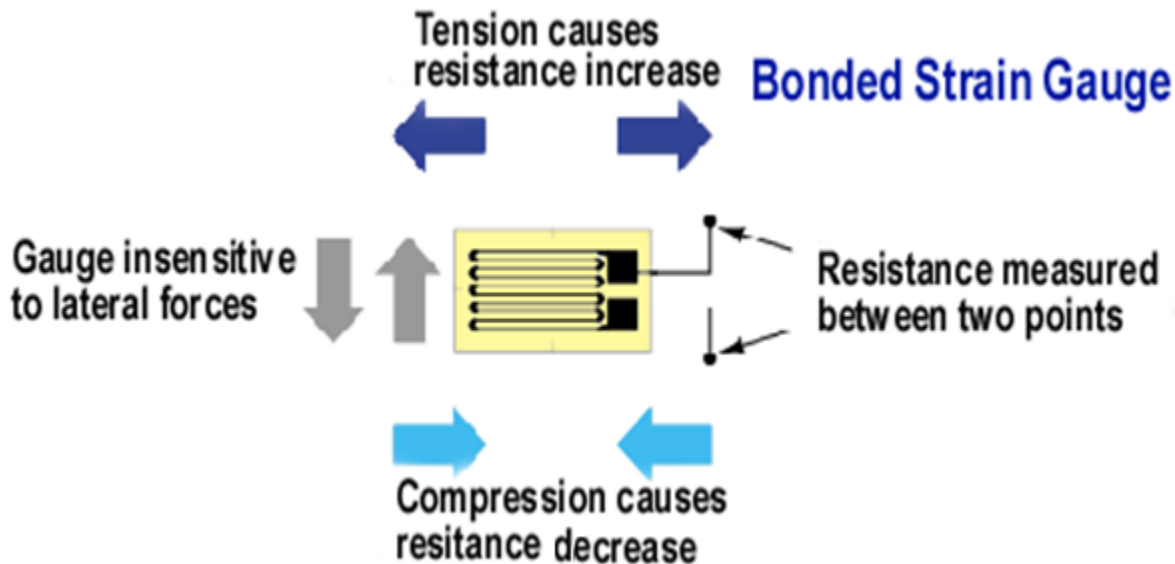 Tension causes
resistance increase
Bonded Strain Gauge
Gauge insensitive
to lateral forces
Resistance measured
between two points
Compression causes
resitance decrease